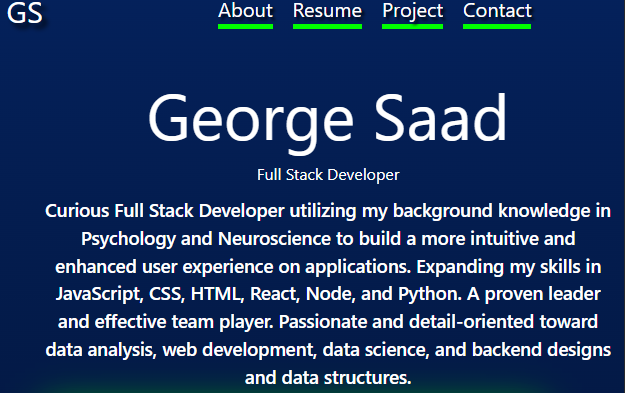 GS
About Resume Project Contact
George Saad
Full Stack Developer
Curious Full Stack Developer utilizing my background knowledge in
Psychology and Neuroscience to build a more intuitive and
enhanced user experience on applications. Expanding my skills in
JavaScript, CSS, HTML, React, Node, and Python. A proven leader
and effective team player. Passionate and detail-oriented toward
data analysis, web development, data science, and backend designs
and data structures.